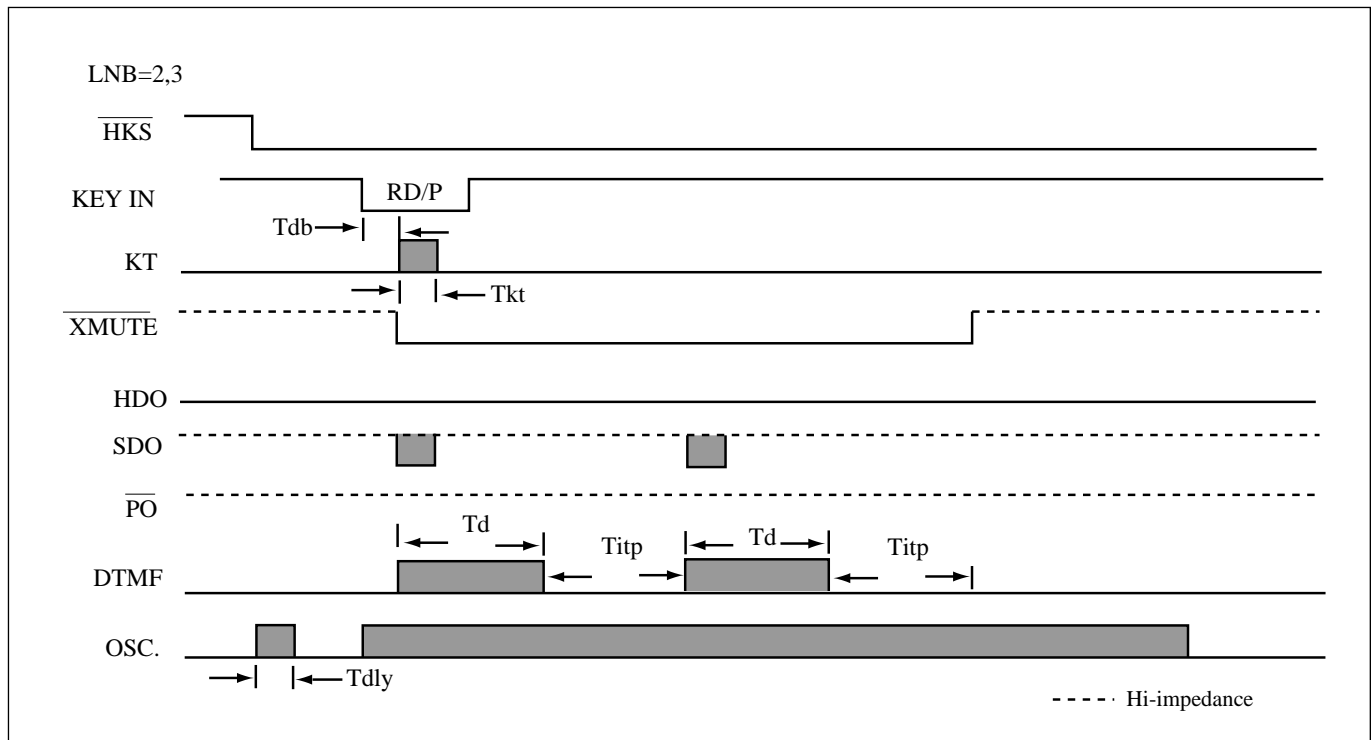 LNB=2,3
HKS
KEY IN
RD/P
Tdb
KT
Tkt
XMUTE
HDO
SDO
PO
Td
Titp
Td
Titp
DTMF
OSC.
Tdly
Hi-impedance